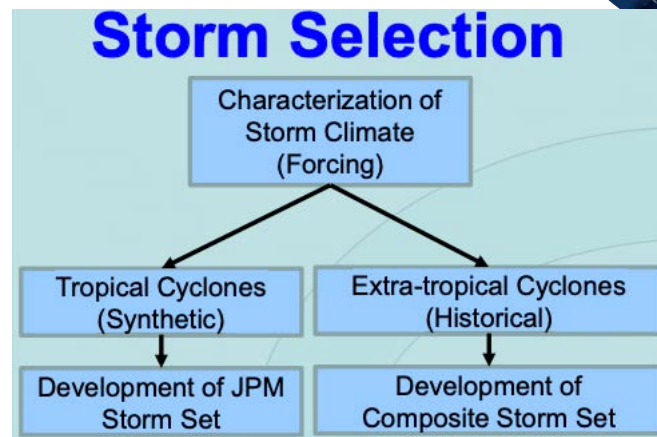 Storm Selection
Characterization of
Storm Climate
(Forcing)
Tropical Cyclones
(Synthetic)
Extra-tropical Cyclones
(Historical)
Development of JPM
Storm Set
Development of
Composite Storm Set